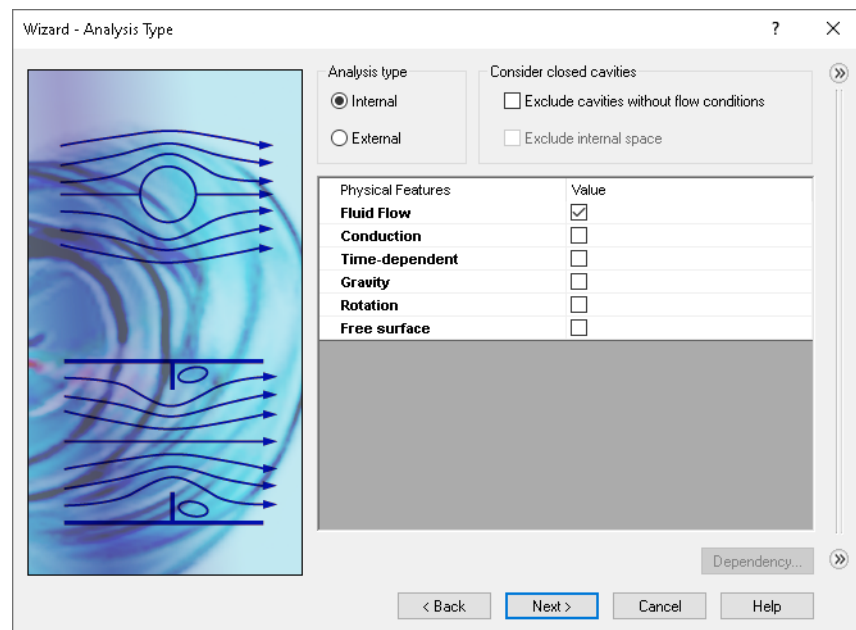 Wizard - Analysis Type
?
Analysis type
Internal
External
Consider closed cavities
Exclude cavities without flow conditions
Exclude internal space
Physical Features Value
Fluid Flow
Conduction
Time-dependent
Gravity
Rotation
Free surface
Dependency...
< Back Next > Cancel Help